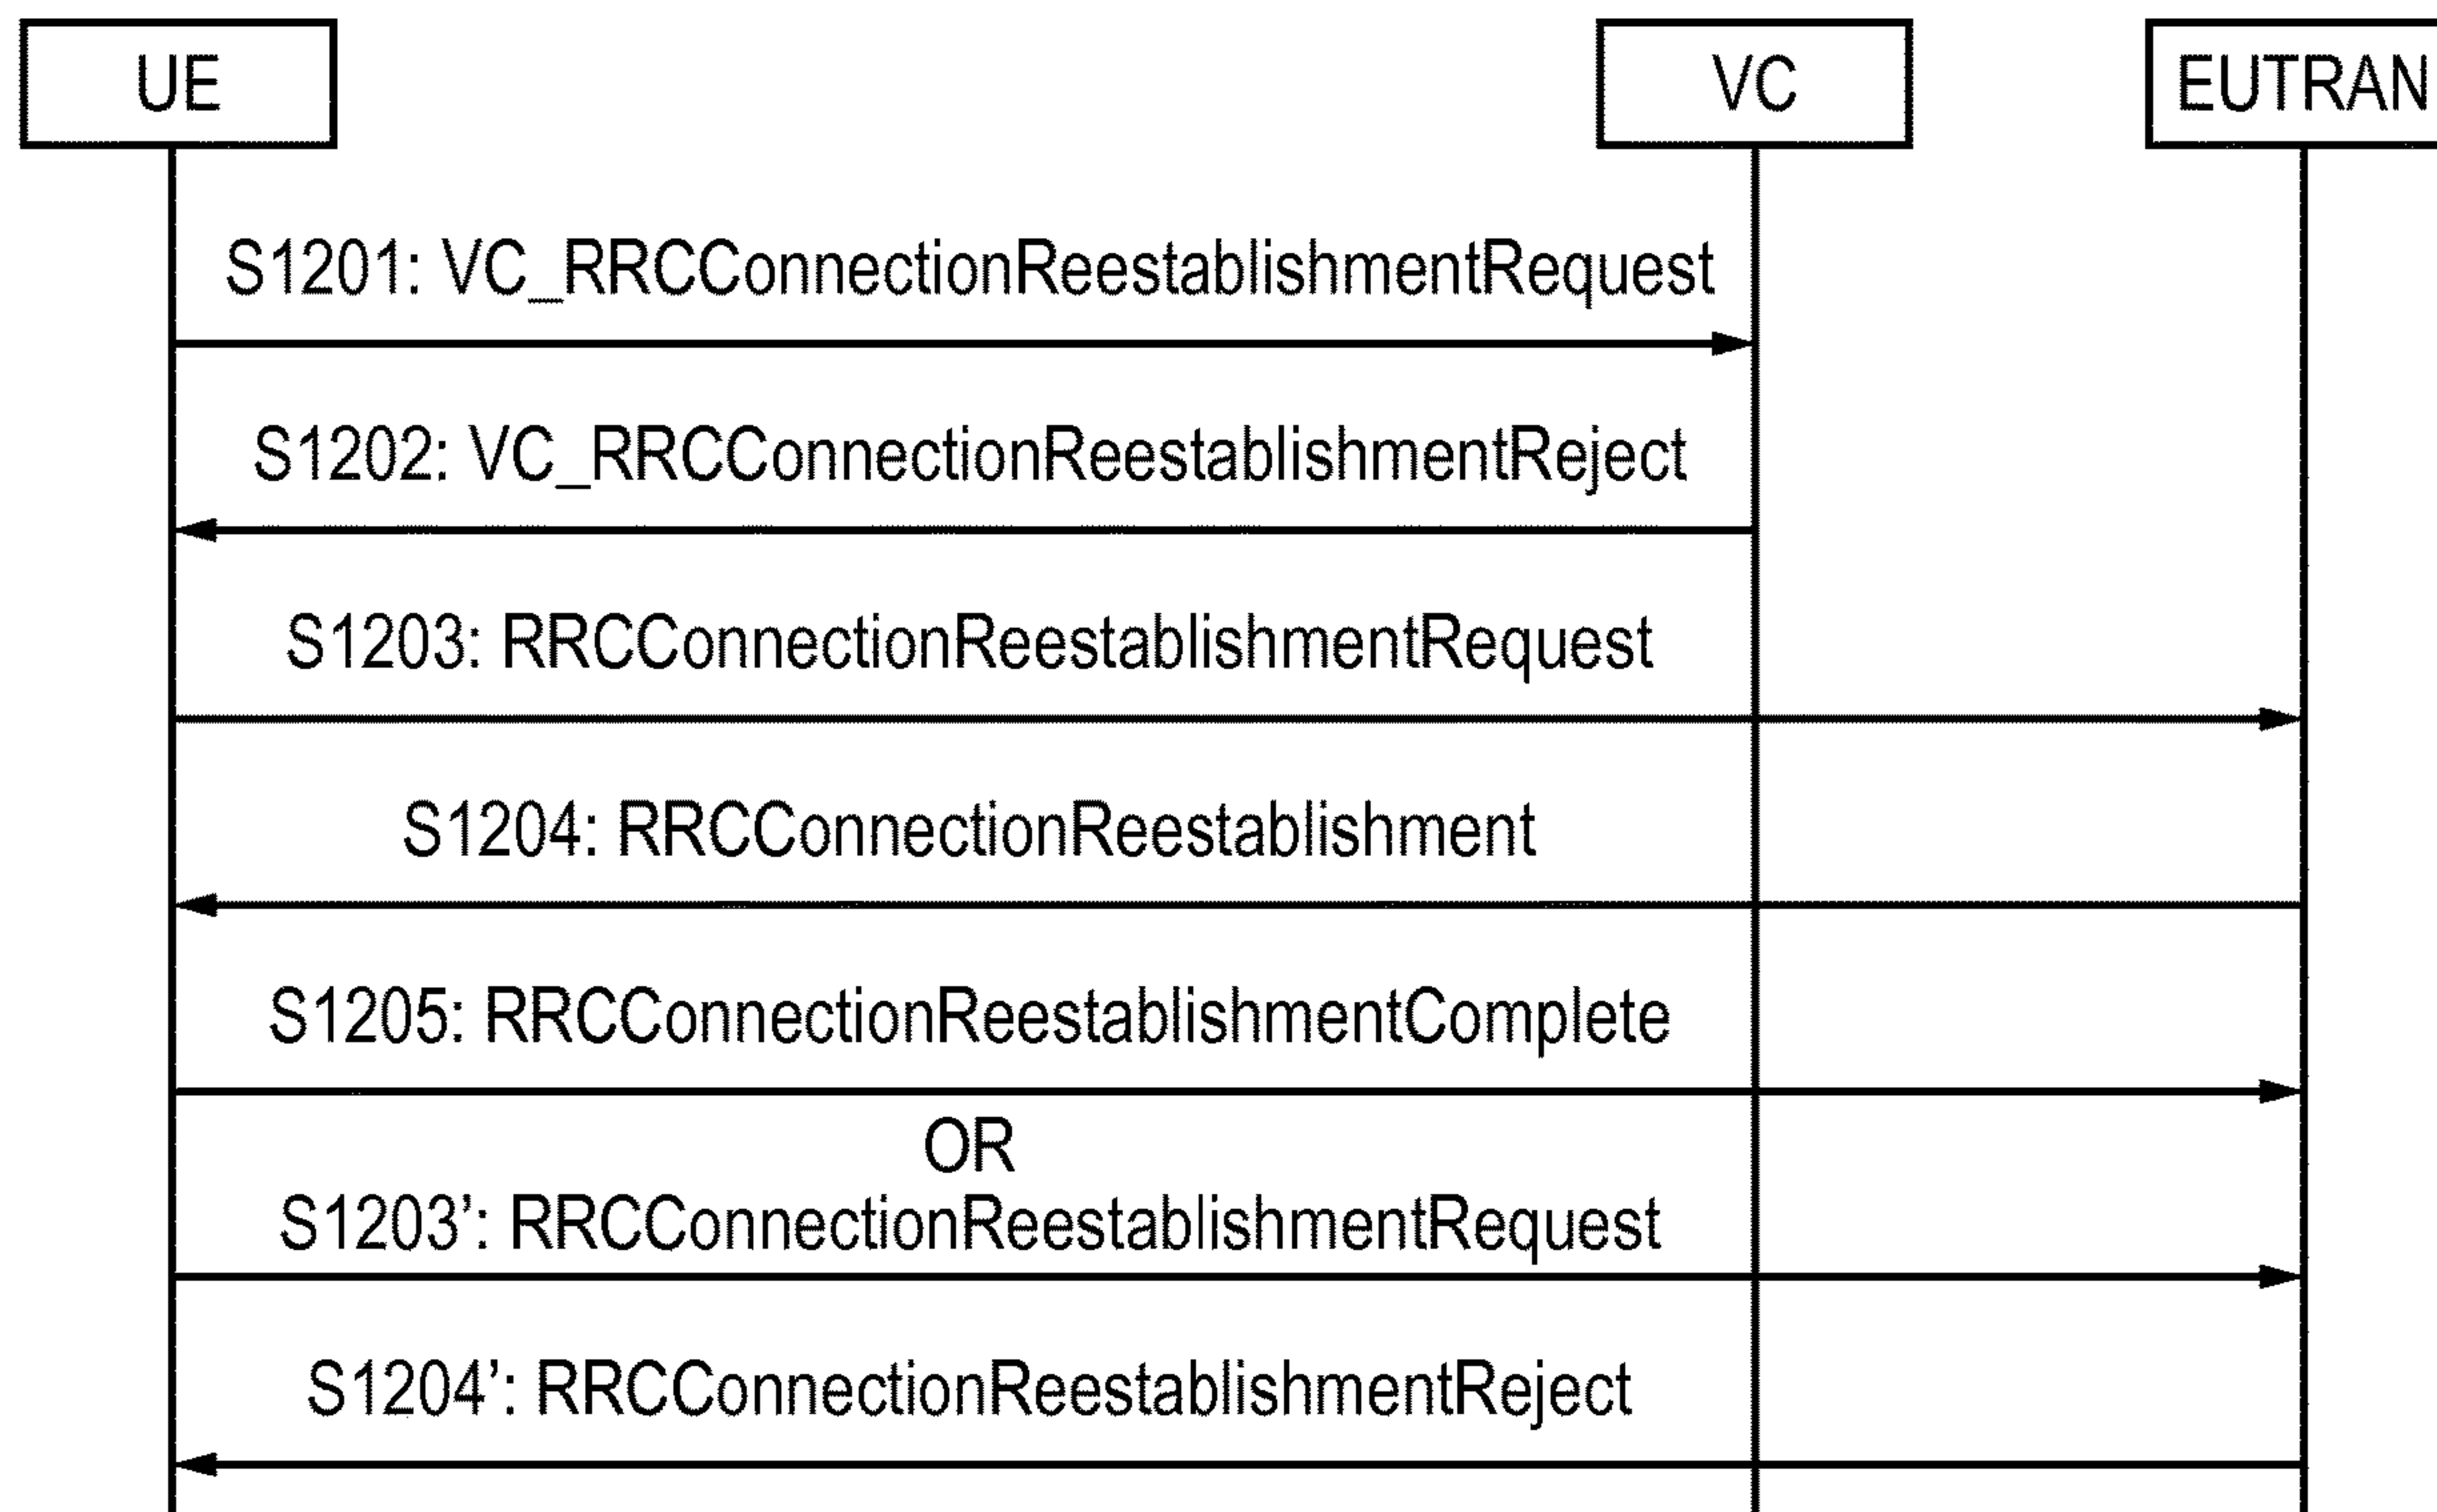 UE
VC
EUTRAN
S1201: VC_RRCConnectionReestablishmentRequest
S1202: VC_RRCConnectionReestablishmentReject
S1203: RRCConnectionReestablishmentRequest
S1204: RRCConnectionReestablishment
S1205: RRCConnectionReestablishmentComplete
OR
S1203’: RRCConnectionReestablishmentRequest
S1204’: RRCConnectionReestablishmentReject